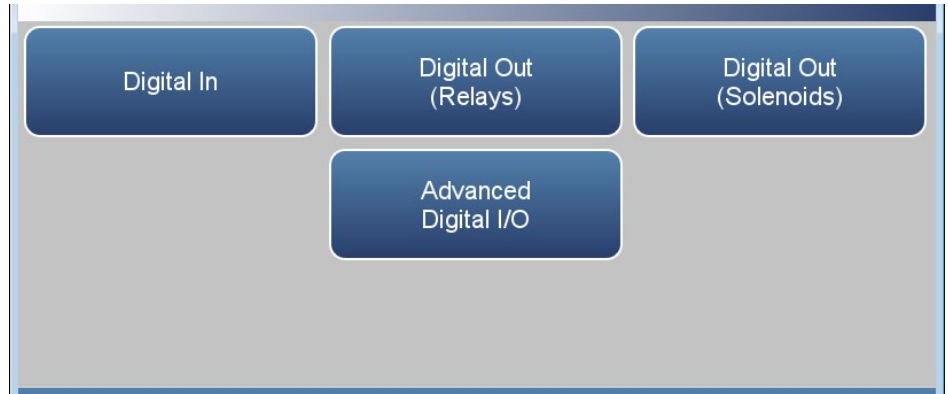 Digital In
Digital Out
(Relays)
Digital Out
(Solenoids)
Advanced
Digital I/O